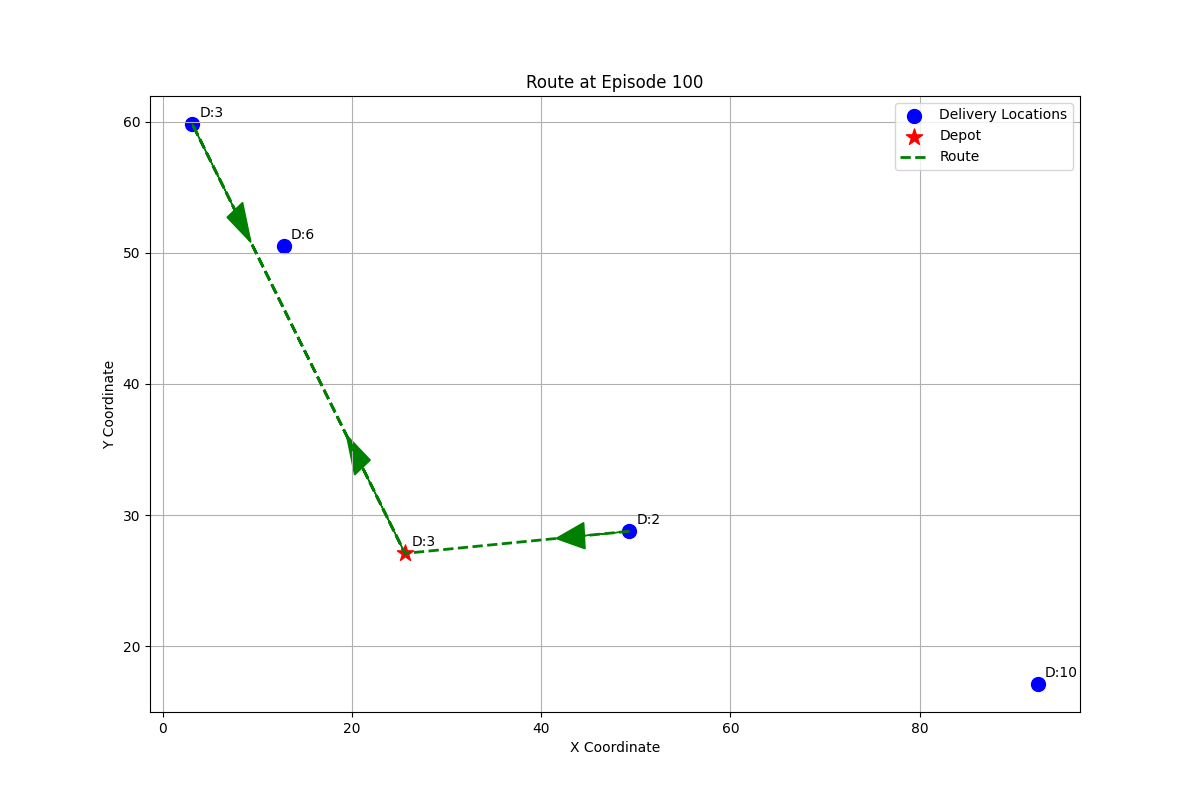 Route at Episode 100
D:3
D:6
D:2
D:3
D:10
Delivery Locations
Depot
Route
60
50
40
30
20
Y Coordinate
0
20
40
60
80
X Coordinate